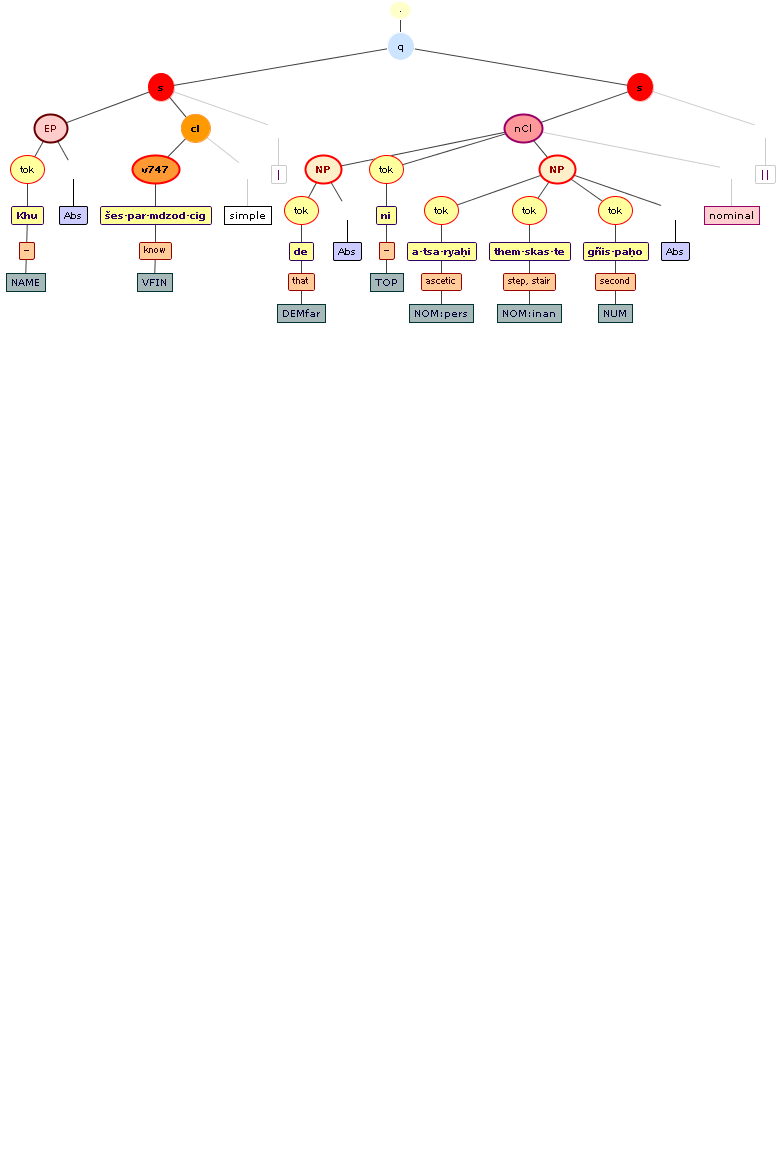 .
q
s s
EP cl nCl
tok v747 | NP tok NP ||
Khu Abs šes·par·mdzod·cig simple tok ni tok tok tok nominal
– know de Abs – a·tsa·ryaḥi them·skas·te gñis·paḥo Abs
NAME VFIN that TOP ascetic step, stair second
DEMfar NOM:pers NOM:inan NUM